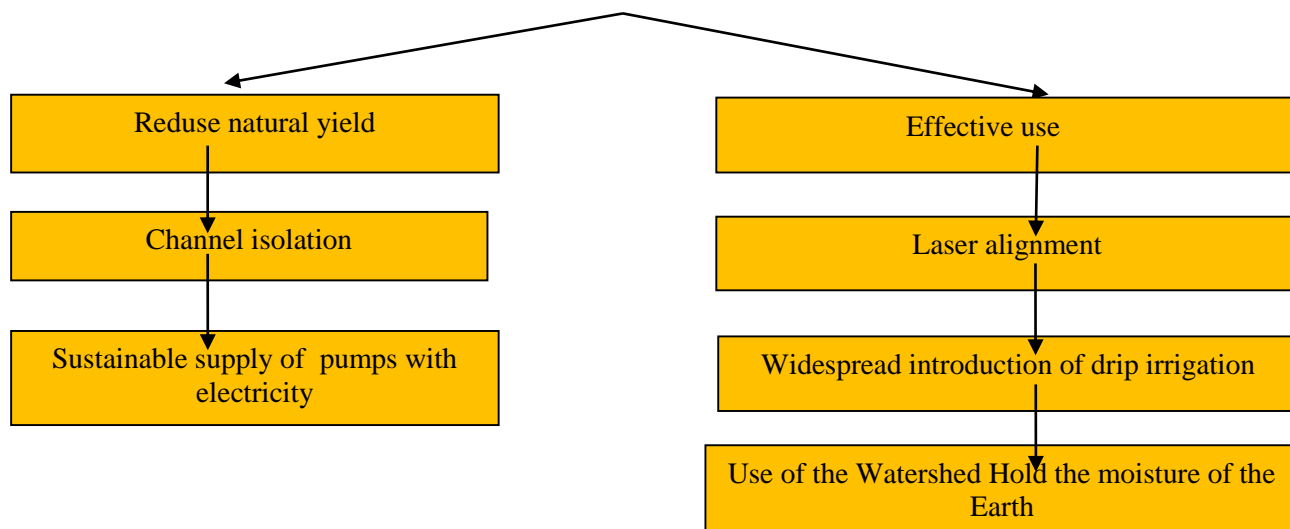 Reduse natural yield
Channel isolation
Sustainable supply of pumps with
electricity
Effective use
Laser alignment
Widespread introduction of drip irrigation
Use of the Watershed Hold the moisture of the
Earth